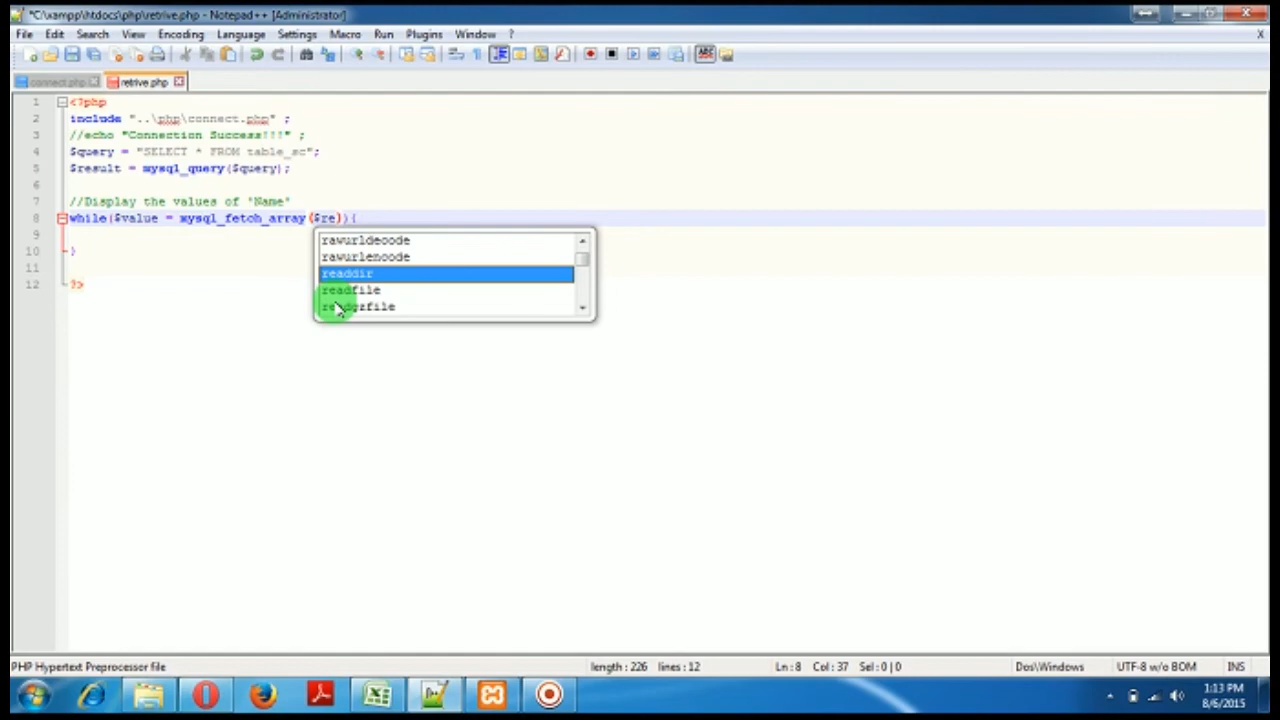 *C:\xampp\htdocs\php\retrive.php - Notepad++ [Administrator]
File Edit Search View Encoding Language Settings Macro Run Plugins Window ? X
connect.php retrive.php
1 <?php
2 include "..\php\connect.php" ;
3 //echo "Connection Success!!!" ;
4 $query = "SELECT * FROM table_sc";
5 $result = mysql_query($query);
6
7 //Display the values of 'Name'
8 while($value = mysql_fetch_array($re)){
9
10 }
11
12 ?>
rawurldecode
rawurlencode
readdir
readfile
readgzfile
PHP Hypertext Preprocessor file length : 226 lines : 12 Ln : 8 Col : 37 Sel : 0 | 0 Dos\Windows UTF-8 w/o BOM INS
1:13 PM
8/6/2015